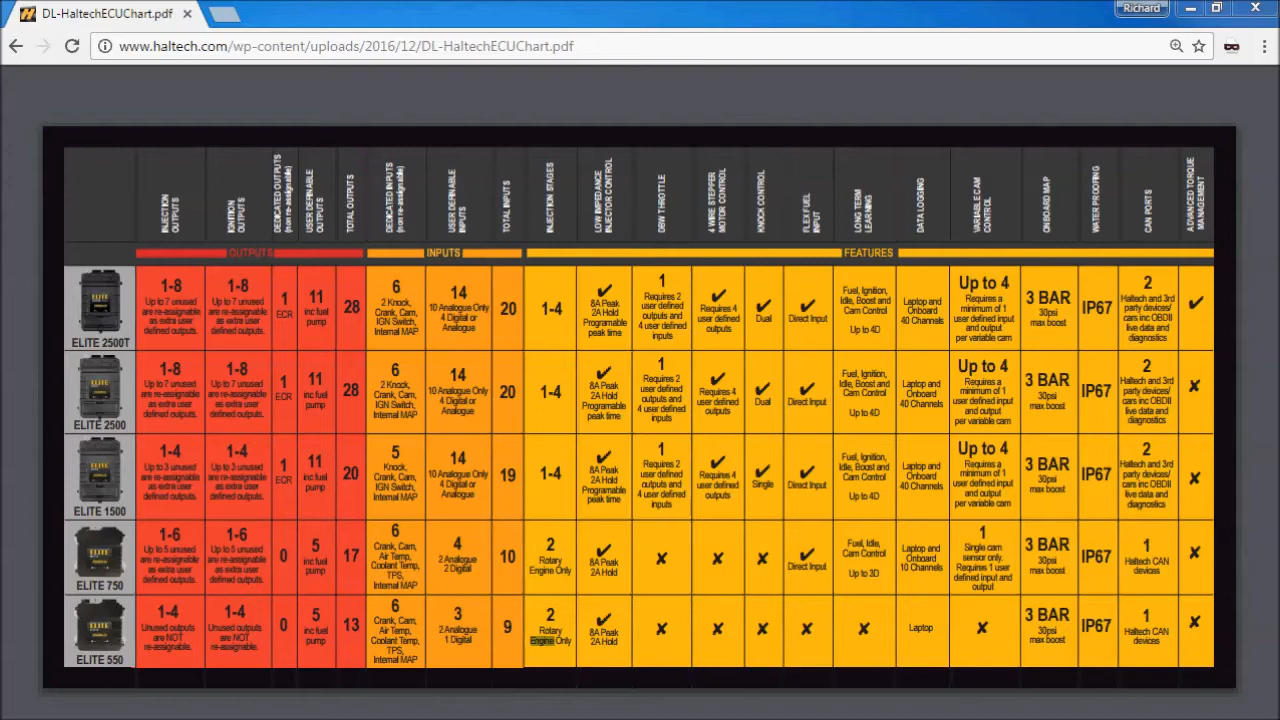 DL-HaltechECUChart.pdf
Richard
www.haltech.com/wp-content/uploads/2016/12/DL-HaltechECUChart.pdf
INJECTION
OUTPUTS
IGNITION
OUTPUTS
DEDICATED OUTPUTS
(non re-assignable)
USER DEFINABLE
OUTPUTS
TOTAL OUTPUTS
DEDICATED INPUTS
(non re-assignable)
USER DEFINABLE
INPUTS
TOTAL INPUTS
INJECTION STAGES
LOW IMPEDANCE
INJECTOR CONTROL
DBW THROTTLE
4 WIRE STEPPER
MOTOR CONTROL
KNOCK CONTROL
FLEX FUEL
INPUT
LONG TERM
LEARNING
DATA LOGGING
VARIABLE CAM
CONTROL
ONBOARD MAP
WATER PROOFING
CAN PORTS
ADVANCED TORQUE
MANAGEMENT
OUTPUTS
INPUTS
FEATURES
ELITE 2500T
1-8
Up to 7 unused
are re-assignable
as extra user
defined outputs.
1-8
Up to 7 unused
are re-assignable
as extra user
defined outputs.
1
ECR
11
inc fuel
pump
28
6
2 Knock,
Crank, Cam,
IGN Switch,
Internal MAP
14
10 Analogue Only
4 Digital or
Analogue
20
1-4
✔
8A Peak
2A Hold
Programable
peak time
1
Requires 2
user defined
outputs and
4 user defined
inputs
✔
Requires 4
user defined
outputs
✔
Dual
✔
Direct Input
Fuel, Ignition,
Idle, Boost and
Cam Control
Up to 4D
Laptop and
Onboard
40 Channels
Up to 4
Requires a
minimum of 1
user defined input
and output
per variable cam
3 BAR
30psi
max boost
IP67
2
Haltech and 3rd
party devices/
cars inc OBDII
live data and
diagnostics
✔
ELITE 2500
1-8
Up to 7 unused
are re-assignable
as extra user
defined outputs.
1-8
Up to 7 unused
are re-assignable
as extra user
defined outputs.
1
ECR
11
inc fuel
pump
28
6
2 Knock,
Crank, Cam,
IGN Switch,
Internal MAP
14
10 Analogue Only
4 Digital or
Analogue
20
1-4
✔
8A Peak
2A Hold
Programable
peak time
1
Requires 2
user defined
outputs and
4 user defined
inputs
✔
Requires 4
user defined
outputs
✔
Dual
✔
Direct Input
Fuel, Ignition,
Idle, Boost and
Cam Control
Up to 4D
Laptop and
Onboard
40 Channels
Up to 4
Requires a
minimum of 1
user defined input
and output
per variable cam
3 BAR
30psi
max boost
IP67
2
Haltech and 3rd
party devices/
cars inc OBDII
live data and
diagnostics
✘
ELITE 1500
1-4
Up to 3 unused
are re-assignable
as extra user
defined outputs.
1-4
Up to 3 unused
are re-assignable
as extra user
defined outputs.
1
ECR
11
inc fuel
pump
20
5
Knock,
Crank, Cam,
IGN Switch,
Internal MAP
14
10 Analogue Only
4 Digital or
Analogue
19
1-4
✔
8A Peak
2A Hold
Programable
peak time
1
Requires 2
user defined
outputs and
4 user defined
inputs
✔
Requires 4
user defined
outputs
✔
Single
✔
Direct Input
Fuel, Ignition,
Idle, Boost and
Cam Control
Up to 4D
Laptop and
Onboard
40 Channels
Up to 4
Requires a
minimum of 1
user defined input
and output
per variable cam
3 BAR
30psi
max boost
IP67
2
Haltech and 3rd
party devices/
cars inc OBDII
live data and
diagnostics
✘
ELITE 750
1-6
Up to 5 unused
are re-assignable
as extra user
defined outputs.
1-6
Up to 5 unused
are re-assignable
as extra user
defined outputs.
0
5
inc fuel
pump
17
6
Crank, Cam,
Air Temp,
Coolant Temp,
TPS,
Internal MAP
4
2 Analogue
2 Digital
10
2
Rotary
Engine Only
✔
8A Peak
2A Hold
✘
✘
✘
✔
Direct Input
Fuel, Idle,
Cam Control
Up to 3D
Laptop and
Onboard
10 Channels
1
Single cam
sensor only.
Requires 1 user
defined input and
output
3 BAR
30psi
max boost
IP67
1
Haltech CAN
devices
✘
ELITE 550
1-4
Unused outputs
are NOT
re-assignable.
1-4
Unused outputs
are NOT
re-assignable.
0
5
inc fuel
pump
13
6
Crank, Cam,
Air Temp,
Coolant Temp,
TPS,
Internal MAP
3
2 Analogue
1 Digital
9
2
Rotary
Engine Only
✔
8A Peak
2A Hold
✘
✘
✘
✘
✘
Laptop
✘
3 BAR
30psi
max boost
IP67
1
Haltech CAN
devices
✘